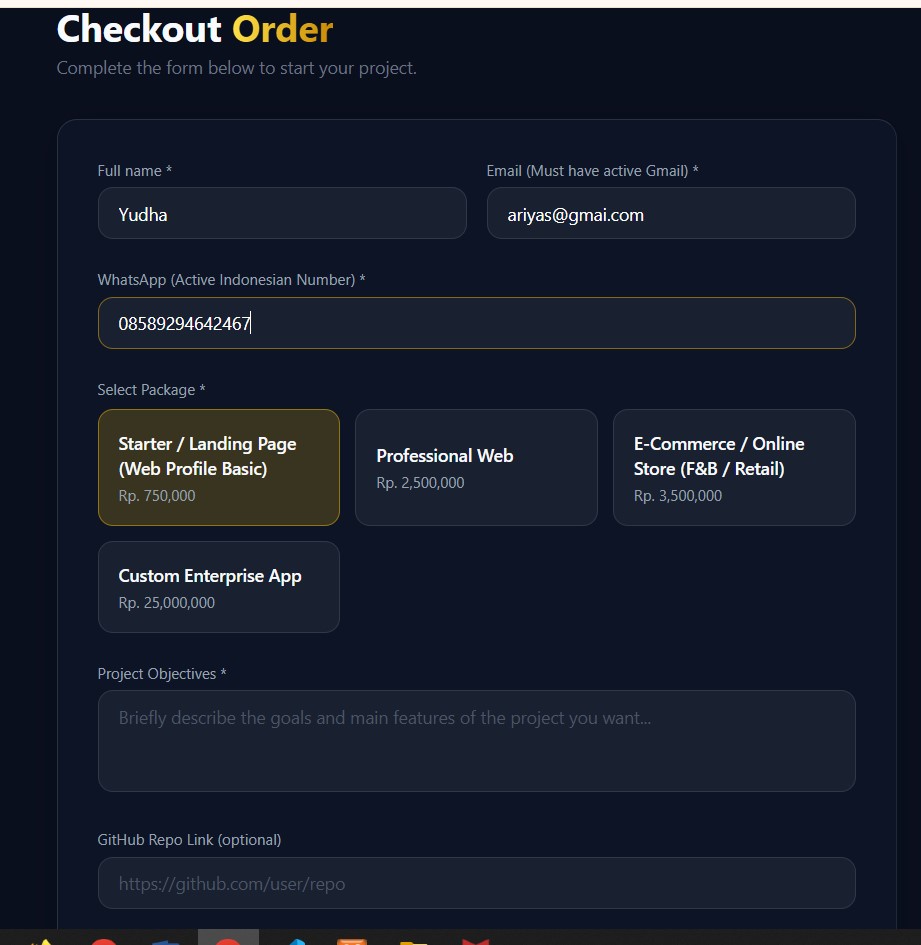 Checkout Order
Complete the form below to start your project.
Full name *
Email (Must have active Gmail) *
Yudha
ariyas@gmai.com
WhatsApp (Active Indonesian Number) *
08589294642467
Select Package *
Starter / Landing Page
(Web Profile Basic)
Rp. 750,000
Professional Web
Rp. 2,500,000
E-Commerce / Online
Store (F&B / Retail)
Rp. 3,500,000
Custom Enterprise App
Rp. 25,000,000
Project Objectives *
Briefly describe the goals and main features of the project you want...
GitHub Repo Link (optional)
https://github.com/user/repo